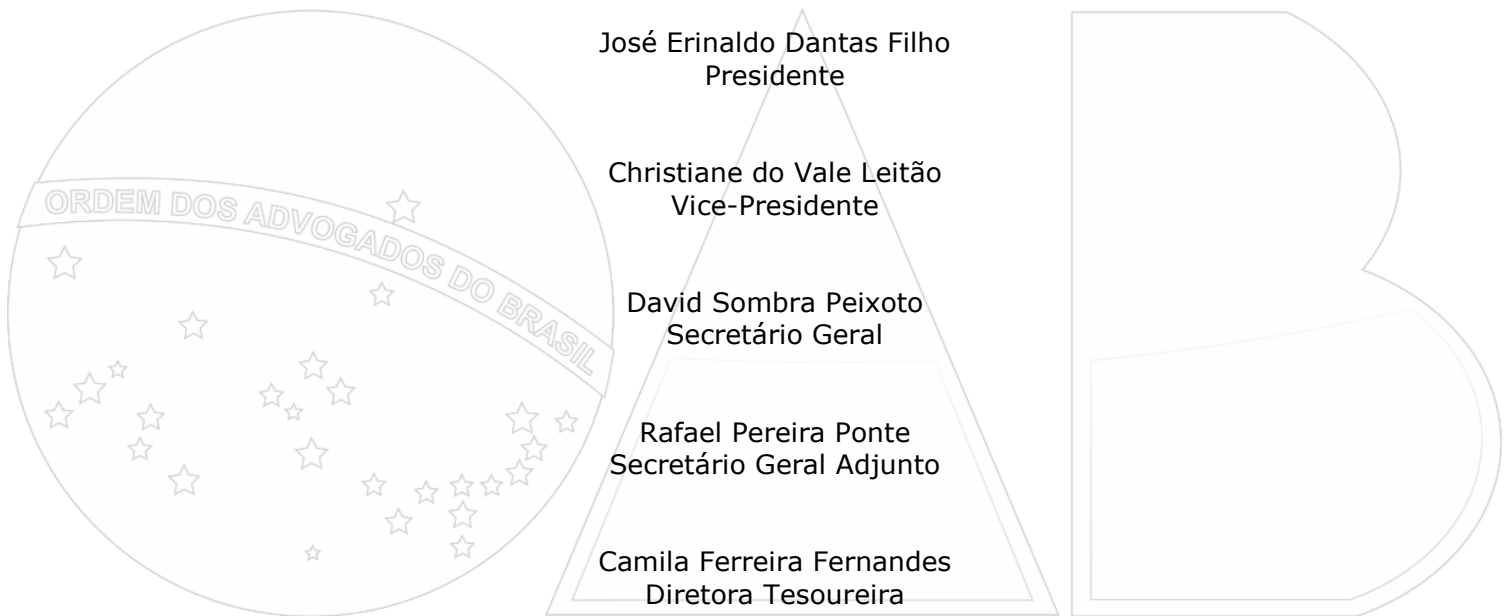 José Erinaldo Dantas Filho
Presidente
Christiane do Vale Leitão
Vice-Presidente
ORDEM DOS ADVOGADOS DO BRASIL
David Sombra Peixoto
Secretário Geral
Rafael Pereira Ponte
Secretário Geral Adjunto
Camila Ferreira Fernandes
Diretora Tesoureira